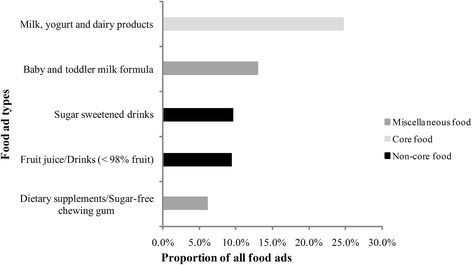 Food ad types
Milk, yogurt and dairy products
Baby and toddler milk formula
Sugar sweetened drinks
Fruit juice/Drinks (< 98% fruit)
Dietary supplements/Sugar-free
chewing gum
0.0% 5.0% 10.0% 15.0% 20.0% 25.0% 30.0%
Proportion of all food ads
Miscellaneous food
Core food
Non-core food